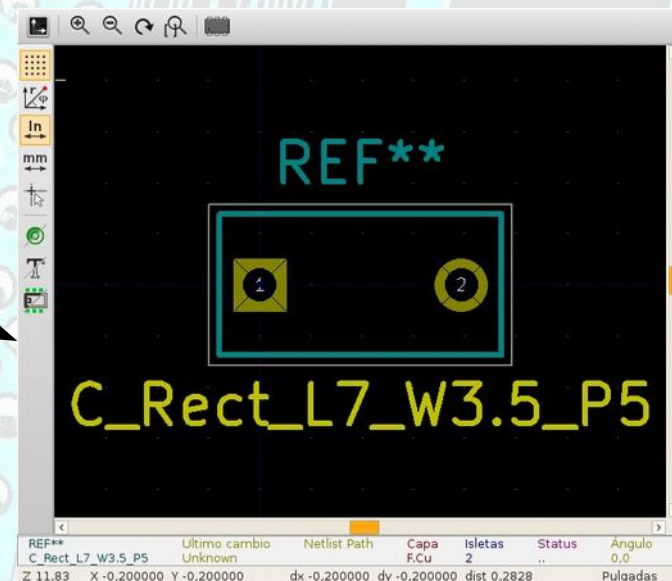 In
mm
REF**
1
2
C_Rect_L7_W3.5_P5
REF** Ultimo cambio Netlist Path Capa Isletas Status Ángulo
C_Rect_L7_W3.5_P5 Unknown F.Cu 2 .. 0,0
Z 11,83 X -0,200000 Y -0,200000 dx -0,200000 dy -0,200000 dist 0,2828 Pulgadas